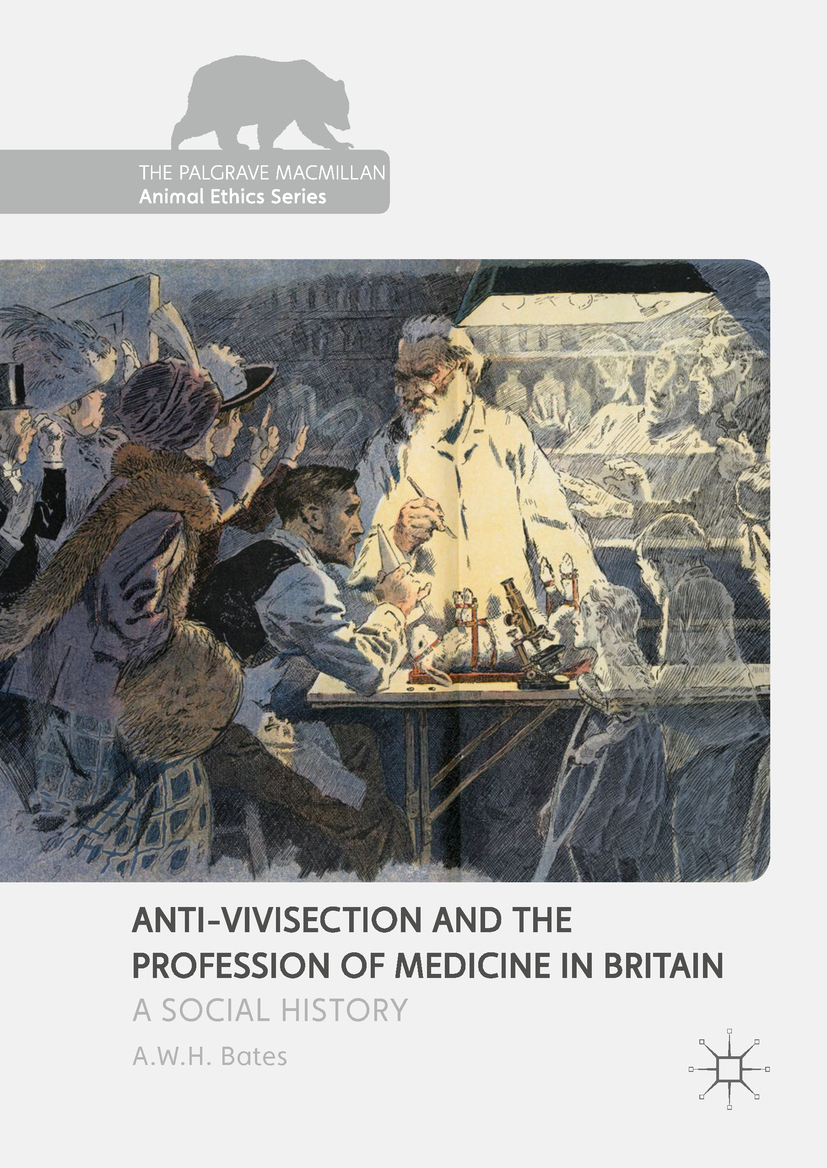 THE PALGRAVE MACMILLAN
Animal Ethics Series
ANTI-VIVISECTION AND THE
PROFESSION OF MEDICINE IN BRITAIN
A SOCIAL HISTORY
A.W.H. Bates